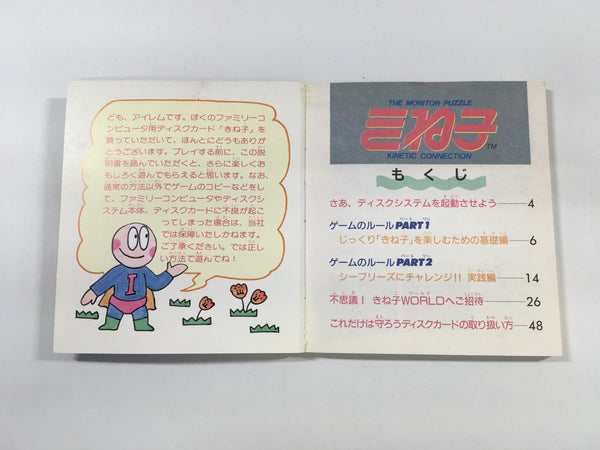 ども、アイレムです。ぼくのファミリーコ
ンピュータ用ディスクカード「きね子」を
買っていただいて、ほんとにどうもありが
とうございます。プレイする前に、この説
明書を読んでいただくと、さらに楽しくお
もしろく遊んでもらえると思います。なお、
通常の方法以外でゲームのコピーなどをし
て、ファミリーコンピュータやディスクシ
ステム本体、ディスクカードに不良が起こ
ってしまった場合は、当社
では保障いたしかねます。
ご了承ください。では正し
い方法で遊んでね!
I
THE MONITOR PUZZLE
きね子
TM
KINETIC CONNECTION
もくじ
さあ、ディスクシステムを起動させよう 4
ゲームのルールPART1
じっくり「きね子」を楽しむための基礎編 6
ゲームのルールPART2
シーブリーズにチャレンジ!! 実践編 14
不思議! きね子WORLDへご招待 26
これだけは守ろうディスクカードの取り扱い方 48